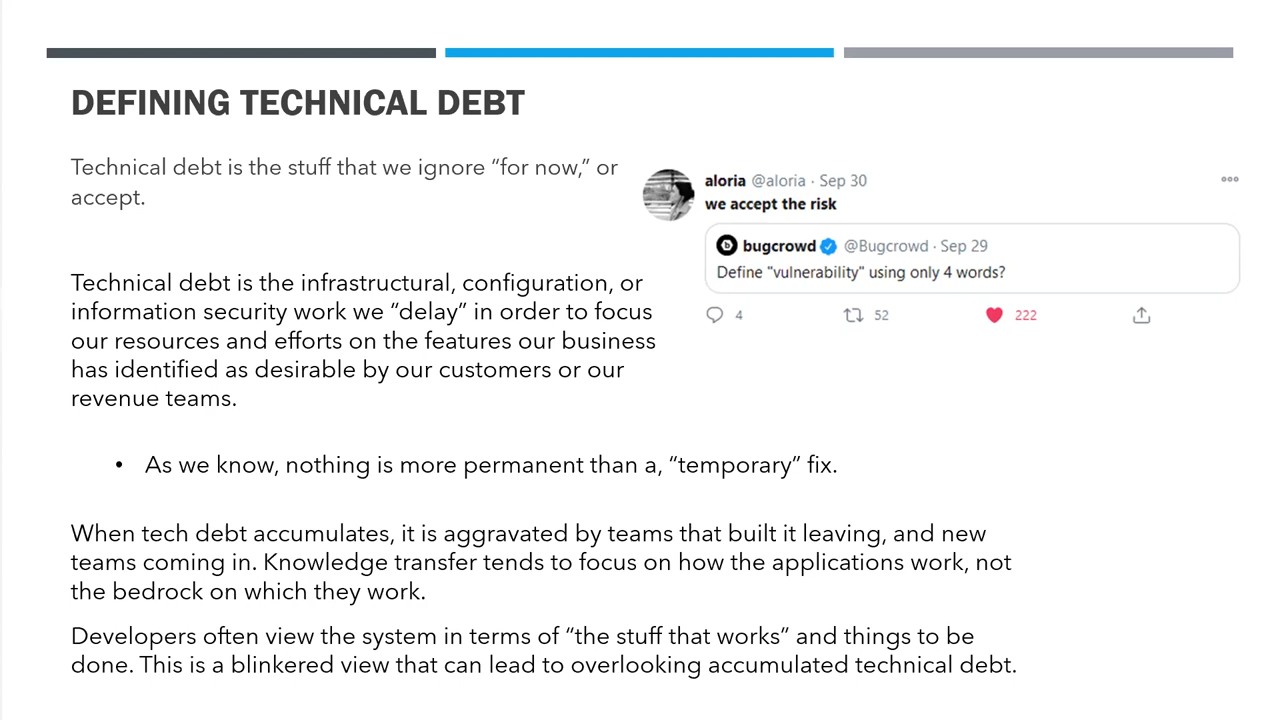 DEFINING TECHNICAL DEBT
Technical debt is the stuff that we ignore “for now,” or
accept.
aloria @aloria · Sep 30
we accept the risk
bugcrowd @Bugcrowd · Sep 29
Define "vulnerability" using only 4 words?
4 52 222
Technical debt is the infrastructural, configuration, or
information security work we “delay” in order to focus
our resources and efforts on the features our business
has identified as desirable by our customers or our
revenue teams.
• As we know, nothing is more permanent than a, “temporary” fix.
When tech debt accumulates, it is aggravated by teams that built it leaving, and new
teams coming in. Knowledge transfer tends to focus on how the applications work, not
the bedrock on which they work.
Developers often view the system in terms of “the stuff that works” and things to be
done. This is a blinkered view that can lead to overlooking accumulated technical debt.